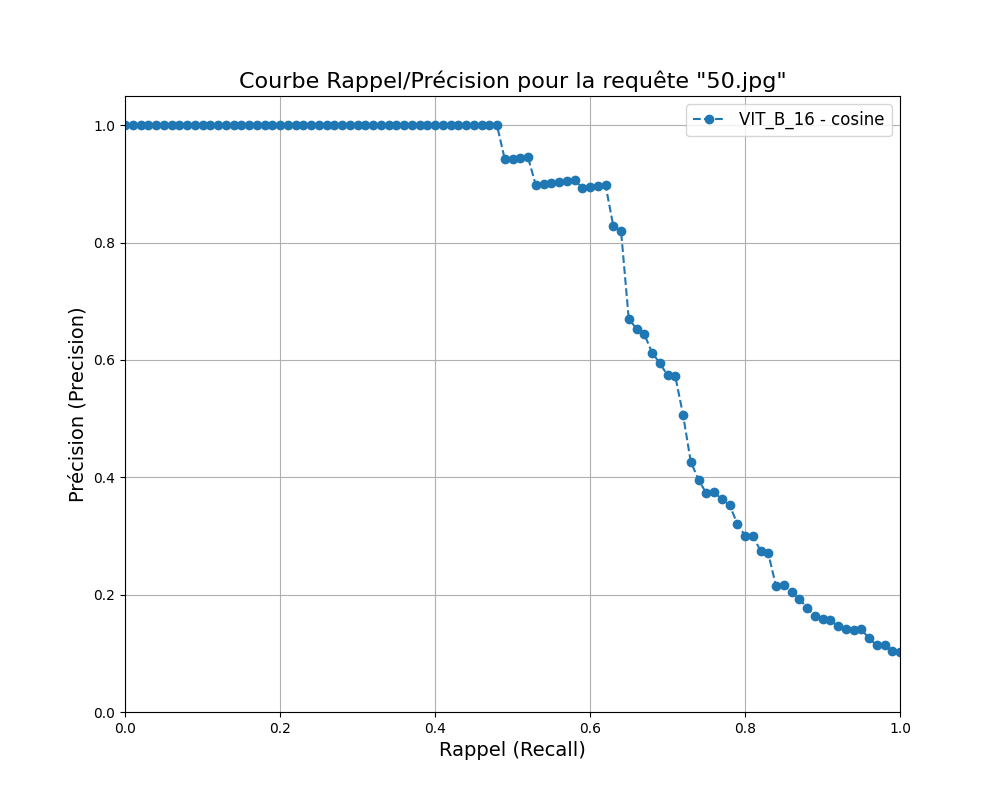 Courbe Rappel/Précision pour la requête "50.jpg"
VIT_B_16 - cosine
1.0
0.8
0.6
0.4
0.2
0.0
Précision (Precision)
0.0 0.2 0.4 0.6 0.8 1.0
Rappel (Recall)